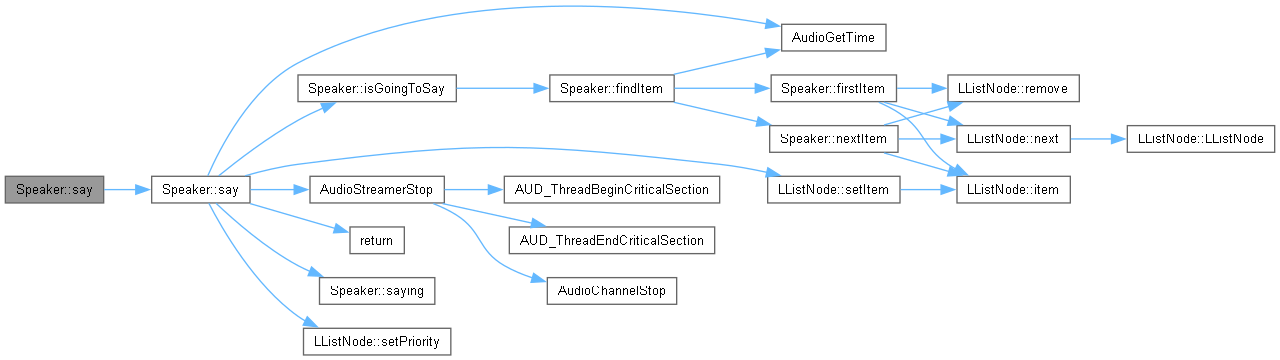 Speaker::say
Speaker::say
AudioGetTime
Speaker::isGoingToSay
Speaker::findItem
Speaker::firstItem
LListNode::remove
Speaker::nextItem
LListNode::next
LListNode::LListNode
AudioStreamerStop
AUD_ThreadBeginCriticalSection
LListNode::setItem
LListNode::item
return
AUD_ThreadEndCriticalSection
Speaker::saying
AudioChannelStop
LListNode::setPriority